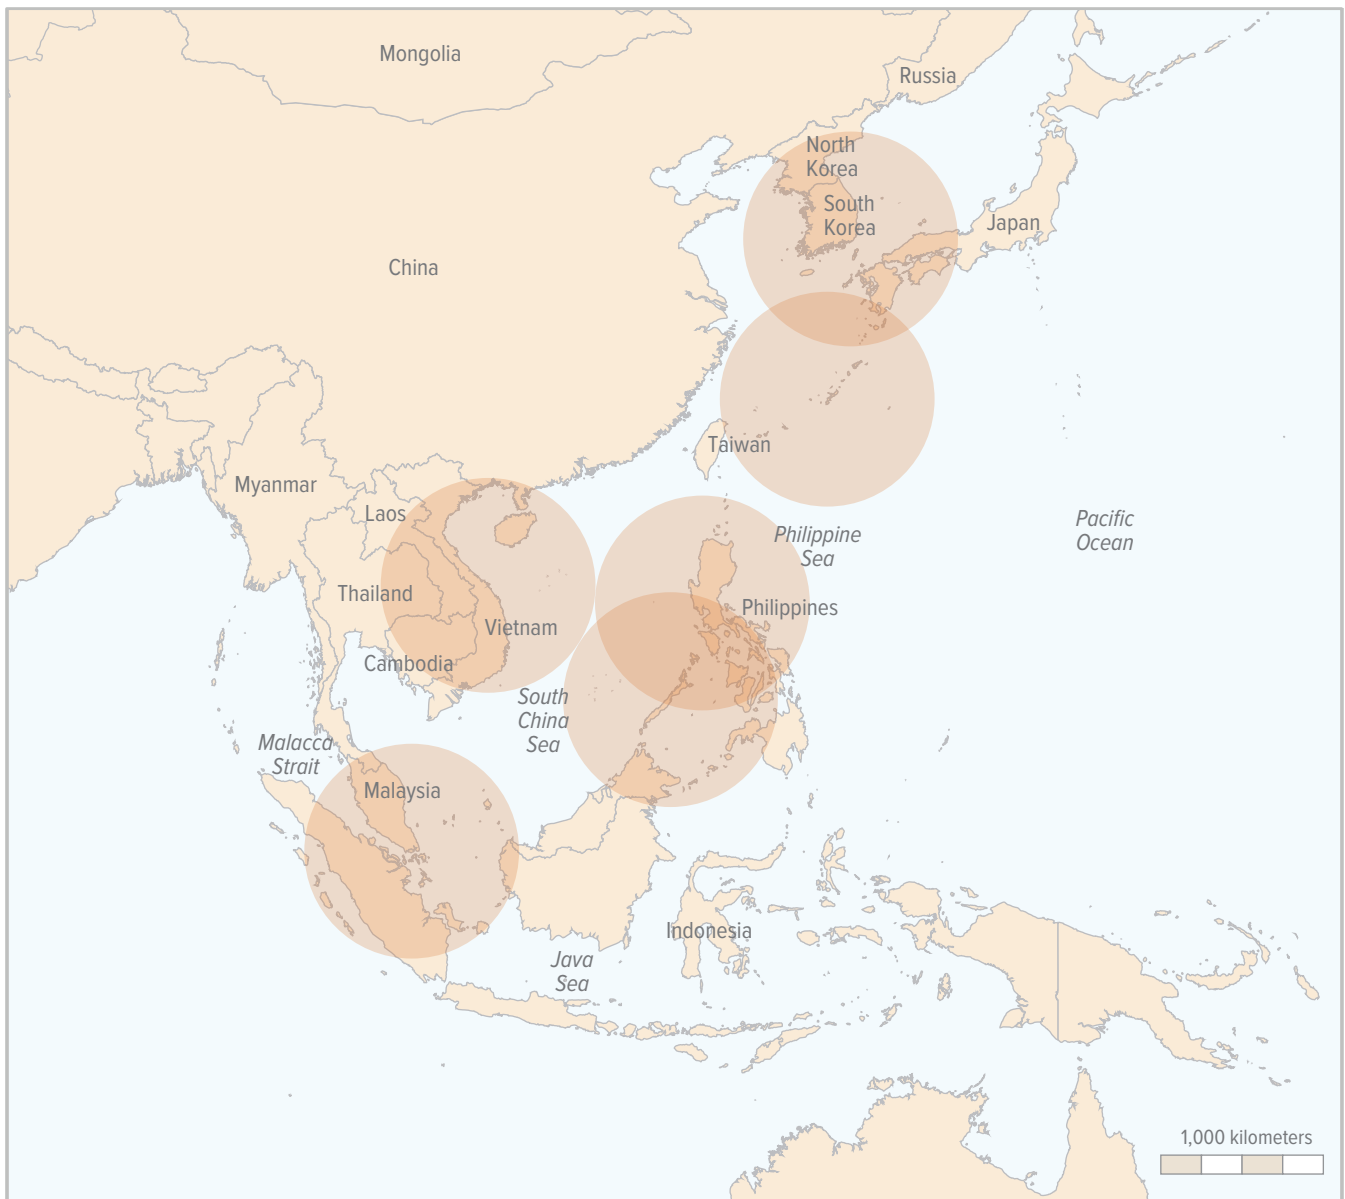 Mongolia
Russia
North
Korea
South
Korea
Japan
China
Taiwan
Myanmar
Laos
Pacific
Ocean
Philippine
Sea
Thailand
Philippines
Vietnam
Cambodia
South
China
Sea
Malacca
Strait
Malaysia
Indonesia
Java
Sea
1,000 kilometers